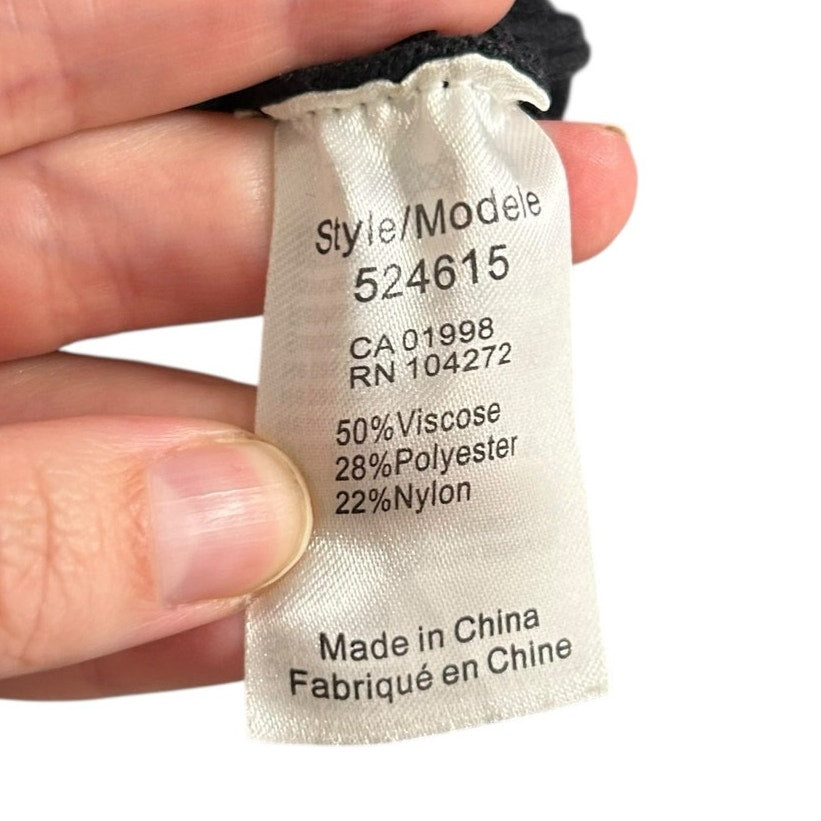 Style/Modele
524615
CA 01998
RN 104272
50%Viscose
28%Polyester
22%Nylon
Made in China
Fabriqué en Chine